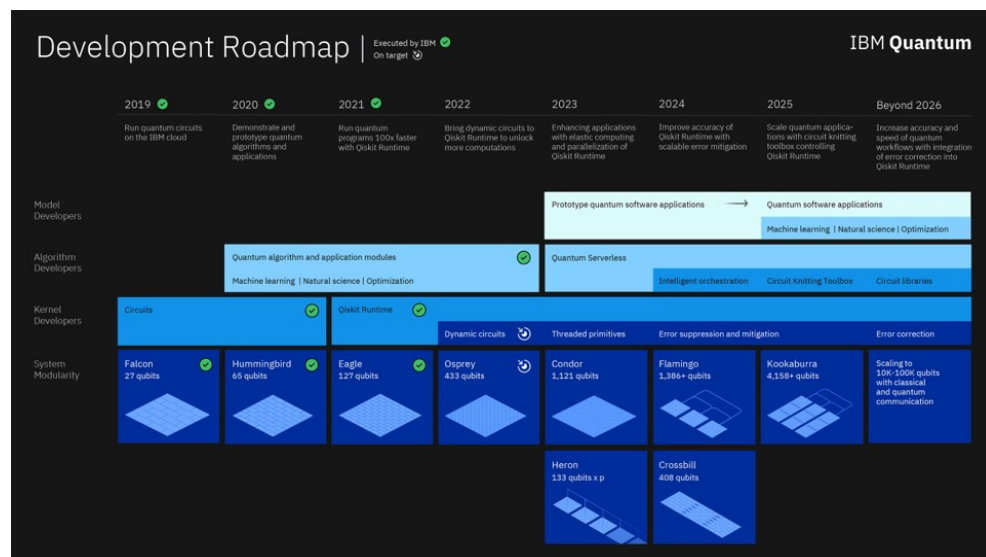 Development Roadmap |
Executed by IBM
On target
IBM Quantum
2019
2020
2021
2022
2023
2024
2025
Beyond 2026
Run quantum circuits
on the IBM cloud
Demonstrate and
prototype quantum
algorithms and
applications
Run quantum
programs 100x faster
with Qiskit Runtime
Bring dynamic circuits to
Qiskit Runtime to unlock
more computations
Enhancing applications
with elastic computing
and parallelization of
Qiskit Runtime
Improve accuracy of
Qiskit Runtime with
scalable error mitigation
Scale quantum applica-
tions with circuit knitting
toolbox controlling
Qiskit Runtime
Increase accuracy and
speed of quantum
workflows with integration
of error correction into
Qiskit Runtime
Model
Developers
Prototype quantum software applications →
Quantum software applications
Machine learning | Natural science | Optimization
Algorithm
Developers
Quantum algorithm and application modules
Machine learning | Natural science | Optimization
Quantum Serverless
Intelligent orchestration
Circuit Knitting Toolbox
Circuit libraries
Kernel
Developers
Circuits
Qiskit Runtime
Dynamic circuits
Threaded primitives
Error suppression and mitigation
Error correction
System
Modularity
Falcon
27 qubits
Hummingbird
65 qubits
Eagle
127 qubits
Osprey
433 qubits
Condor
1,121 qubits
Flamingo
1,386+ qubits
Kookaburra
4,158+ qubits
Scaling to
10K-100K qubits
with classical
and quantum
communication
Heron
133 qubits x p
Crossbill
408 qubits